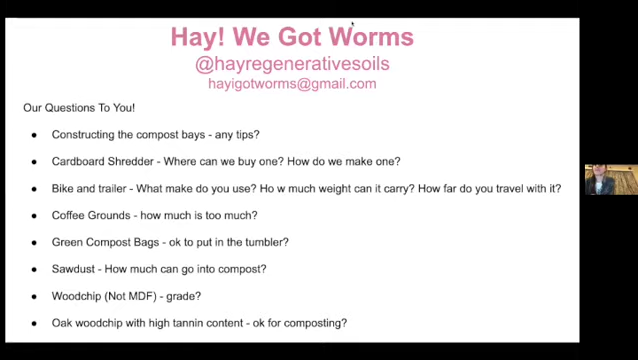 Hay! We Got Worms
@hayregenerativesoils
hayigotworms@gmail.com
Our Questions To You!
● Constructing the compost bays - any tips?
● Cardboard Shredder - Where can we buy one? How do we make one?
● Bike and trailer - What make do you use? Ho w much weight can it carry? How far do you travel with it?
● Coffee Grounds - how much is too much?
● Green Compost Bags - ok to put in the tumbler?
● Sawdust - How much can go into compost?
● Woodchip (Not MDF) - grade?
● Oak woodchip with high tannin content - ok for composting?